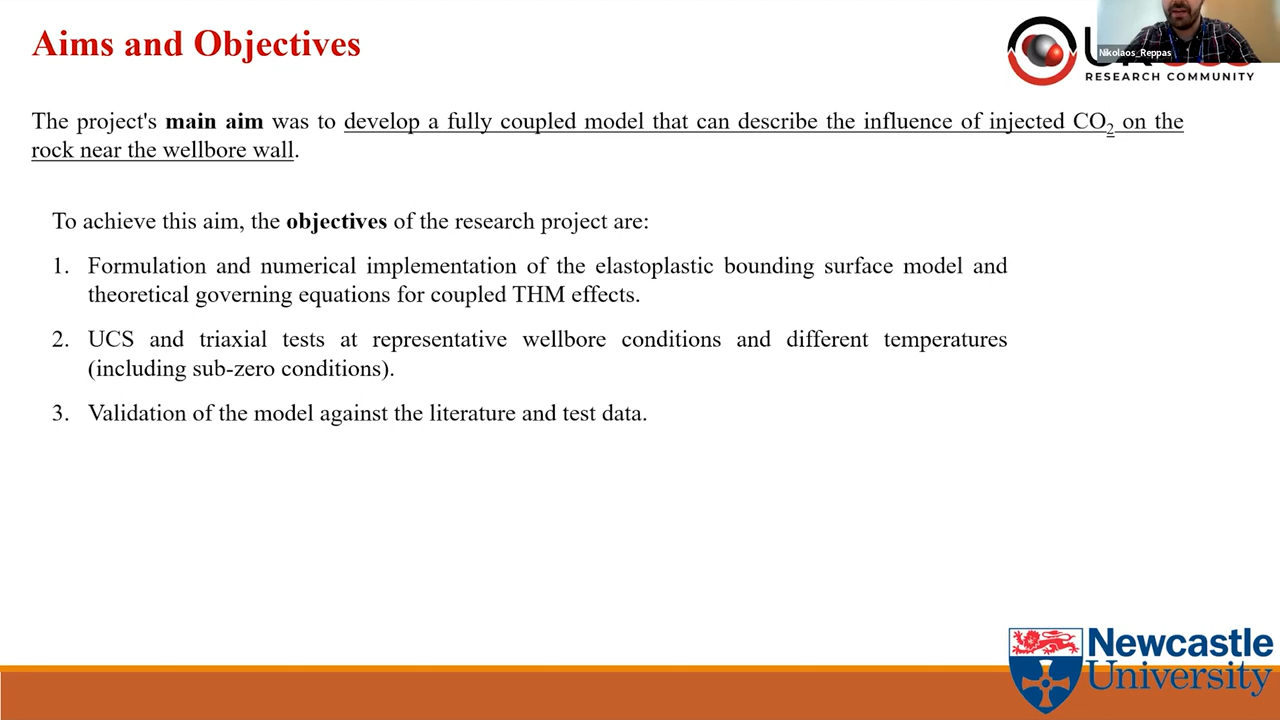 Aims and Objectives
Nikolaos_Reppas
RESEARCH COMMUNITY
The project's main aim was to develop a fully coupled model that can describe the influence of injected CO₂ on the
rock near the wellbore wall.
To achieve this aim, the objectives of the research project are:
1. Formulation and numerical implementation of the elastoplastic bounding surface model and
theoretical governing equations for coupled THM effects.
2. UCS and triaxial tests at representative wellbore conditions and different temperatures
(including sub-zero conditions).
3. Validation of the model against the literature and test data.
Newcastle
University